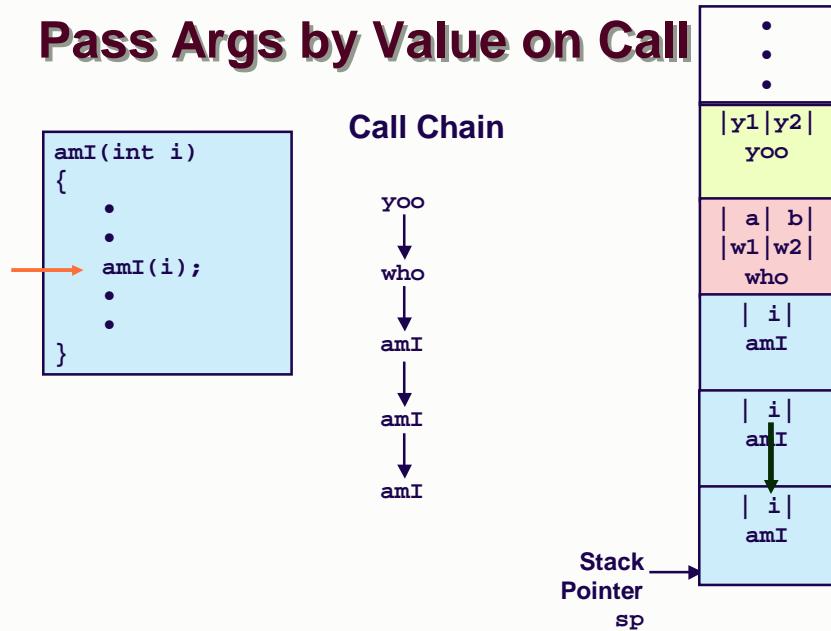 Pass Args by Value on Call
Call Chain
amI(int i)
{
•
•
amI(i);
•
•
}
yoo
who
amI
amI
amI
•
•
•
|y1|y2|
yoo
| a| b|
|w1|w2|
who
| i|
amI
| i|
amI
| i|
amI
Stack
Pointer
sp